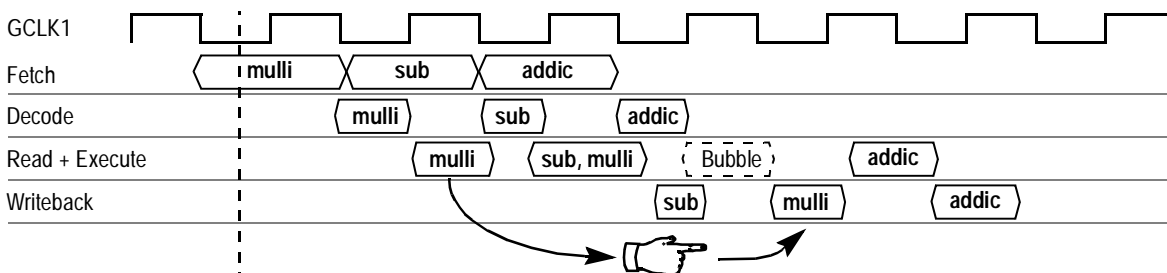 GCLK1
Fetch mulli sub addic
Decode mulli sub addic
Read + Execute mulli sub, mulli Bubble addic
Writeback sub mulli addic